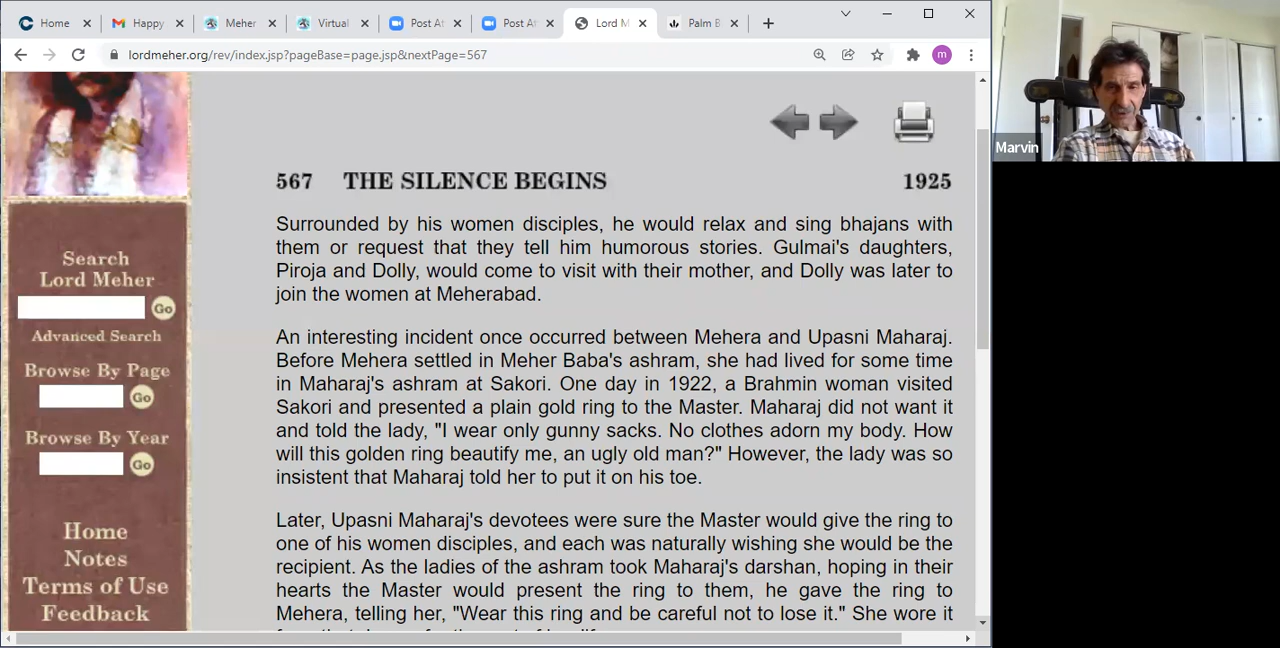 Home
Happy
Meher
Virtual
Post Af
Post Af
Lord M
Palm B
lordmeher.org/rev/index.jsp?pageBase=page.jsp&nextPage=567
m
Marvin
Search
Lord Meher
Go
Advanced Search
Browse By Page
Go
Browse By Year
Go
Home
Notes
Terms of Use
Feedback
567 THE SILENCE BEGINS 1925
Surrounded by his women disciples, he would relax and sing bhajans with
them or request that they tell him humorous stories. Gulmai's daughters,
Piroja and Dolly, would come to visit with their mother, and Dolly was later to
join the women at Meherabad.
An interesting incident once occurred between Mehera and Upasni Maharaj.
Before Mehera settled in Meher Baba's ashram, she had lived for some time
in Maharaj's ashram at Sakori. One day in 1922, a Brahmin woman visited
Sakori and presented a plain gold ring to the Master. Maharaj did not want it
and told the lady, "I wear only gunny sacks. No clothes adorn my body. How
will this golden ring beautify me, an ugly old man?" However, the lady was so
insistent that Maharaj told her to put it on his toe.
Later, Upasni Maharaj's devotees were sure the Master would give the ring to
one of his women disciples, and each was naturally wishing she would be the
recipient. As the ladies of the ashram took Maharaj's darshan, hoping in their
hearts the Master would present the ring to them, he gave the ring to
Mehera, telling her, "Wear this ring and be careful not to lose it." She wore it